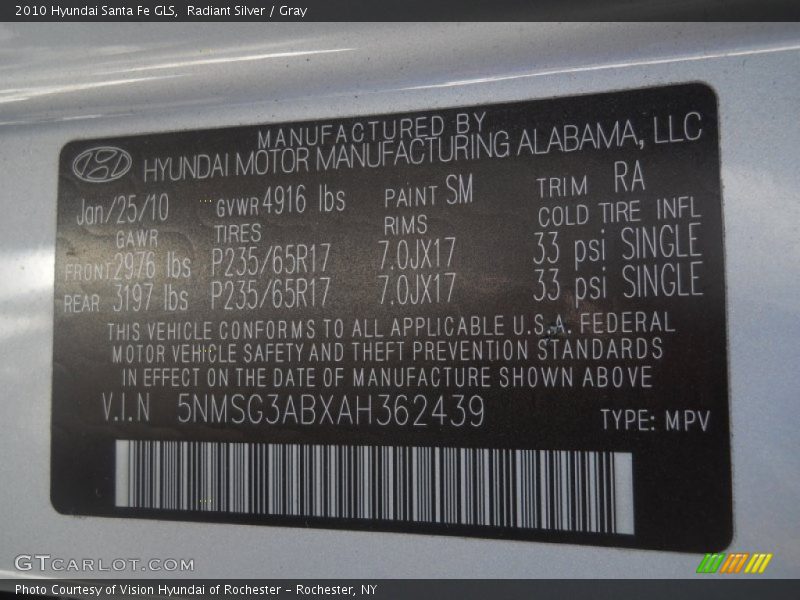 2010 Hyundai Santa Fe GLS,  Radiant Silver / Gray
MANUFACTURED BY
HYUNDAI MOTOR MANUFACTURING ALABAMA, LLC
Jan/25/10 GVWR 4916 lbs PAINT SM TRIM RA
GAWR TIRES RIMS COLD TIRE INFL
FRONT 2976 lbs P235/65R17 7.0JX17 33 psi SINGLE
REAR 3197 lbs P235/65R17 7.0JX17 33 psi SINGLE
THIS VEHICLE CONFORMS TO ALL APPLICABLE U.S.A. FEDERAL
MOTOR VEHICLE SAFETY AND THEFT PREVENTION STANDARDS
IN EFFECT ON THE DATE OF MANUFACTURE SHOWN ABOVE
V.I.N 5NMSG3ABXAH362439 TYPE: MPV
GTCARLOT.COM
Photo Courtesy of Vision Hyundai of Rochester - Rochester, NY